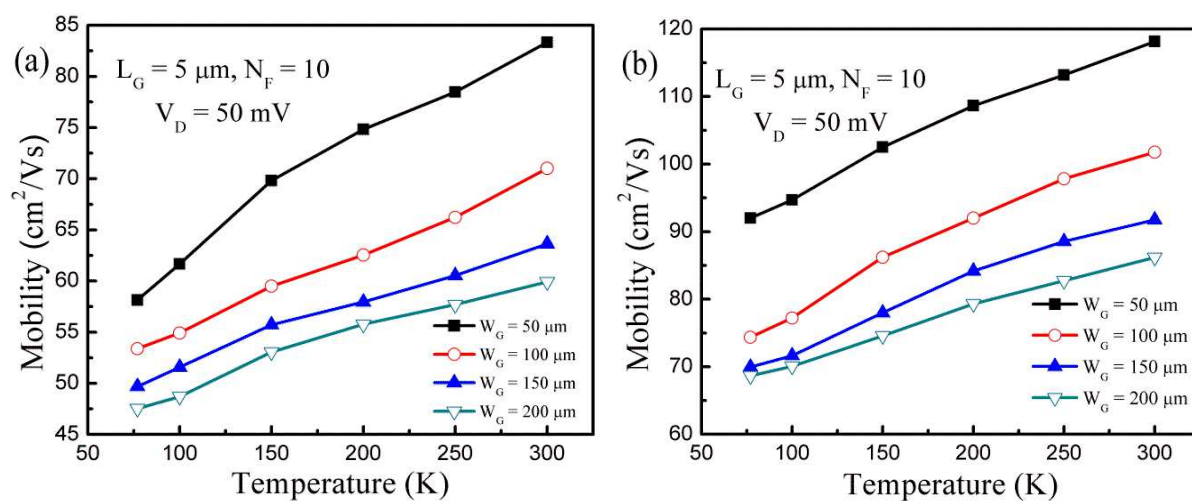 (a)
L_G = 5 μm, N_F = 10
V_D = 50 mV
85
80
75
70
65
60
55
50
45
Mobility (cm²/Vs)
W_G = 50 μm
W_G = 100 μm
W_G = 150 μm
W_G = 200 μm
100
150
200
250
300
Temperature (K)
(b)
L_G = 5 μm, N_F = 10
V_D = 50 mV
120
110
100
90
80
70
60
Mobility (cm²/Vs)
W_G = 50 μm
W_G = 100 μm
W_G = 150 μm
W_G = 200 μm
50
100
150
200
250
300
Temperature (K)